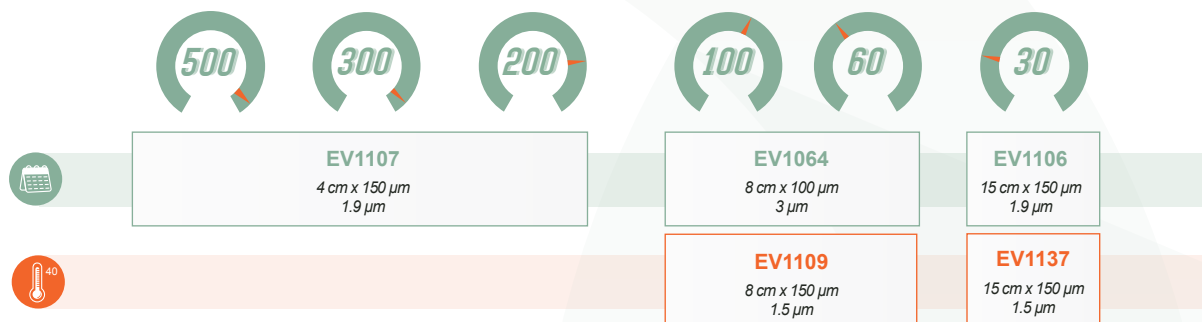 500 300 200 100 60 30
EV1107
4 cm x 150 µm
1.9 µm
EV1064
8 cm x 100 µm
3 µm
EV1106
15 cm x 150 µm
1.9 µm
40
EV1109
8 cm x 150 µm
1.5 µm
EV1137
15 cm x 150 µm
1.5 µm